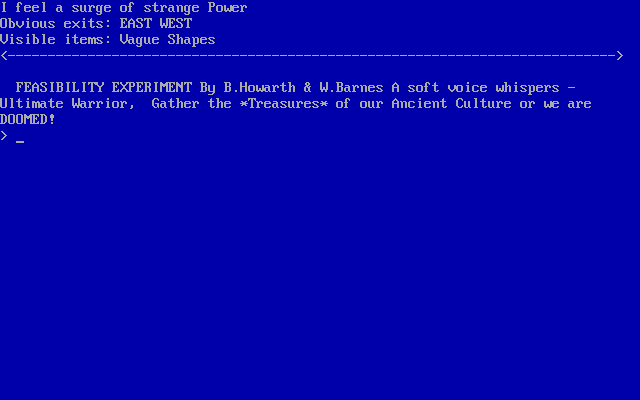 I feel a surge of strange Power
Obvious exits: EAST WEST
Visible items: Vague Shapes
<---------------------------------------------------------------------------->
FEASIBILITY EXPERIMENT By B.Howarth & W.Barnes A soft voice whispers -
Ultimate Warrior,  Gather the *Treasures* of our Ancient Culture or we are
DOOMED!
> _